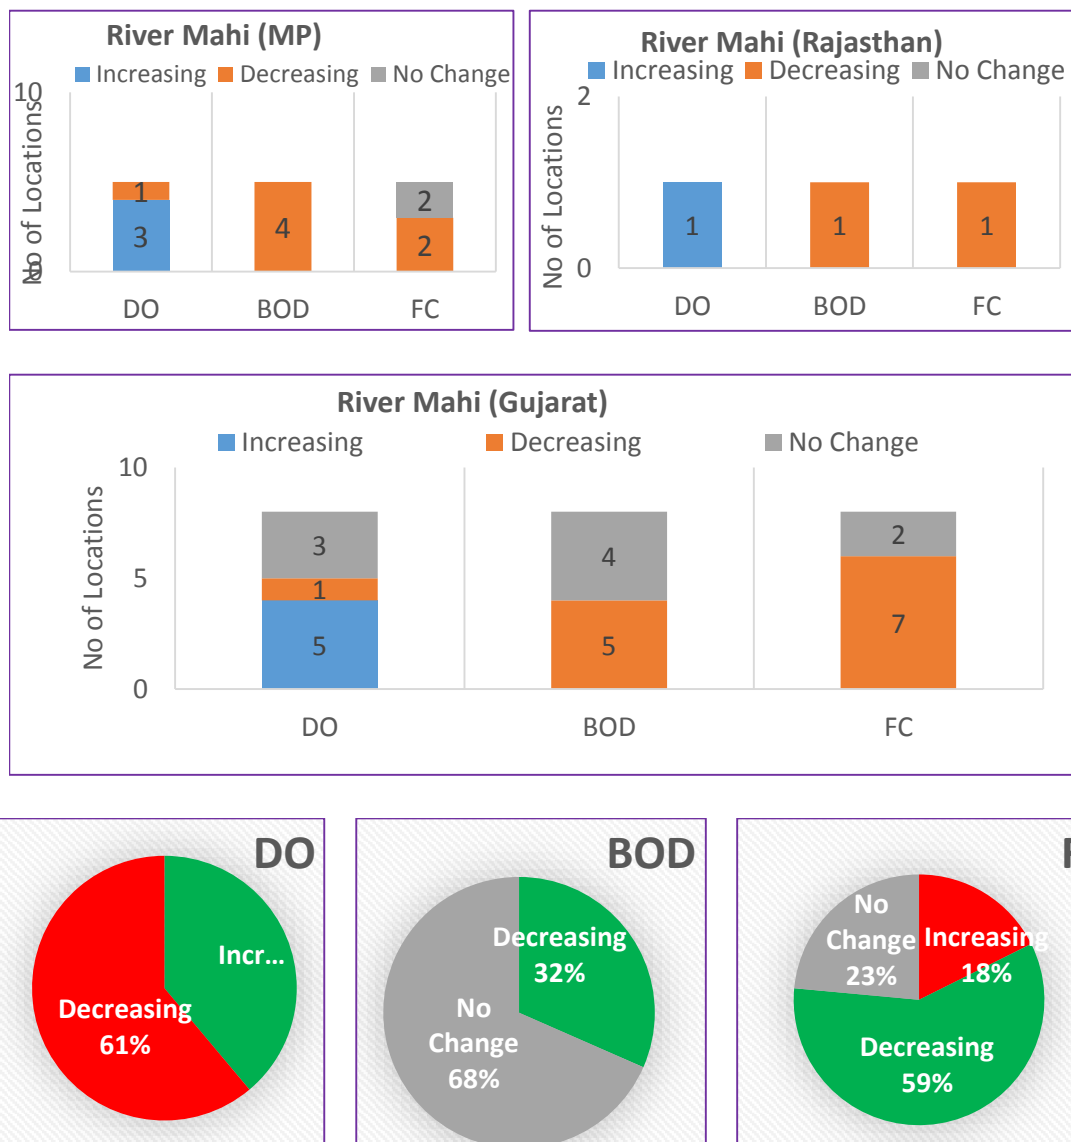 River Mahi (MP)
Increasing Decreasing No Change
No of Locations
10
0
1
3
4
2
2
DO BOD FC
River Mahi (Rajasthan)
Increasing Decreasing No Change
No of Locations
2
0
1
1
1
DO BOD FC
River Mahi (Gujarat)
Increasing Decreasing No Change
No of Locations
10
5
0
3
1
5
4
5
2
7
DO BOD FC
DO
Incr...
Decreasing
61%
BOD
Decreasing
32%
No
Change
68%
No
Change
23%
Increasing
18%
Decreasing
59%